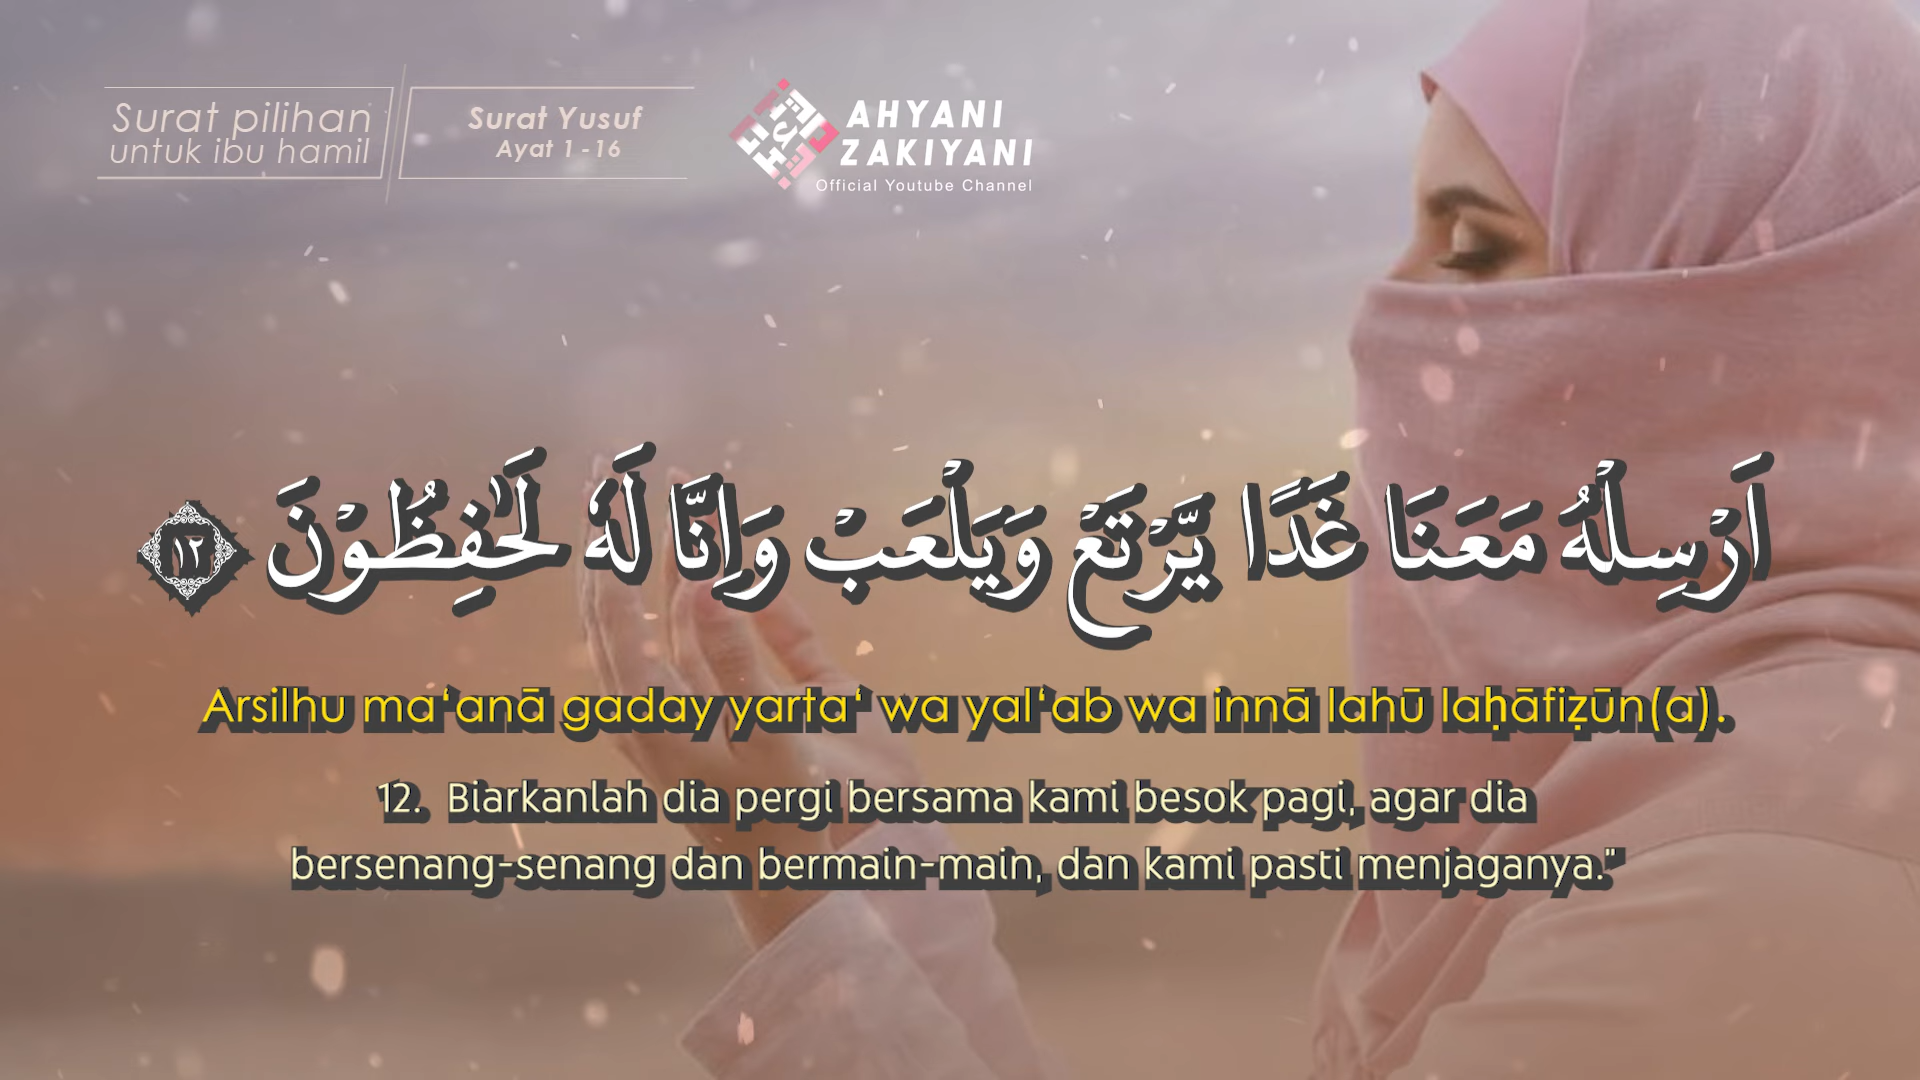 Surat pilihan
untuk ibu hamil
Surat Yusuf
Ayat 1 - 16
AHYANI
ZAKIYANI
Official Youtube Channel
اَرْسِلْهُ مَعَنَا غَدًا يَّرْتَعْ وَيَلْعَبْ وَاِنَّا لَهٗ لَحٰفِظُوْنَ ١٢
Arsilhu ma‘anā gaday yarta‘ wa yal‘ab wa innā lahū laḥāfiẓūn(a).
12. Biarkanlah dia pergi bersama kami besok pagi, agar dia
bersenang-senang dan bermain-main, dan kami pasti menjaganya."